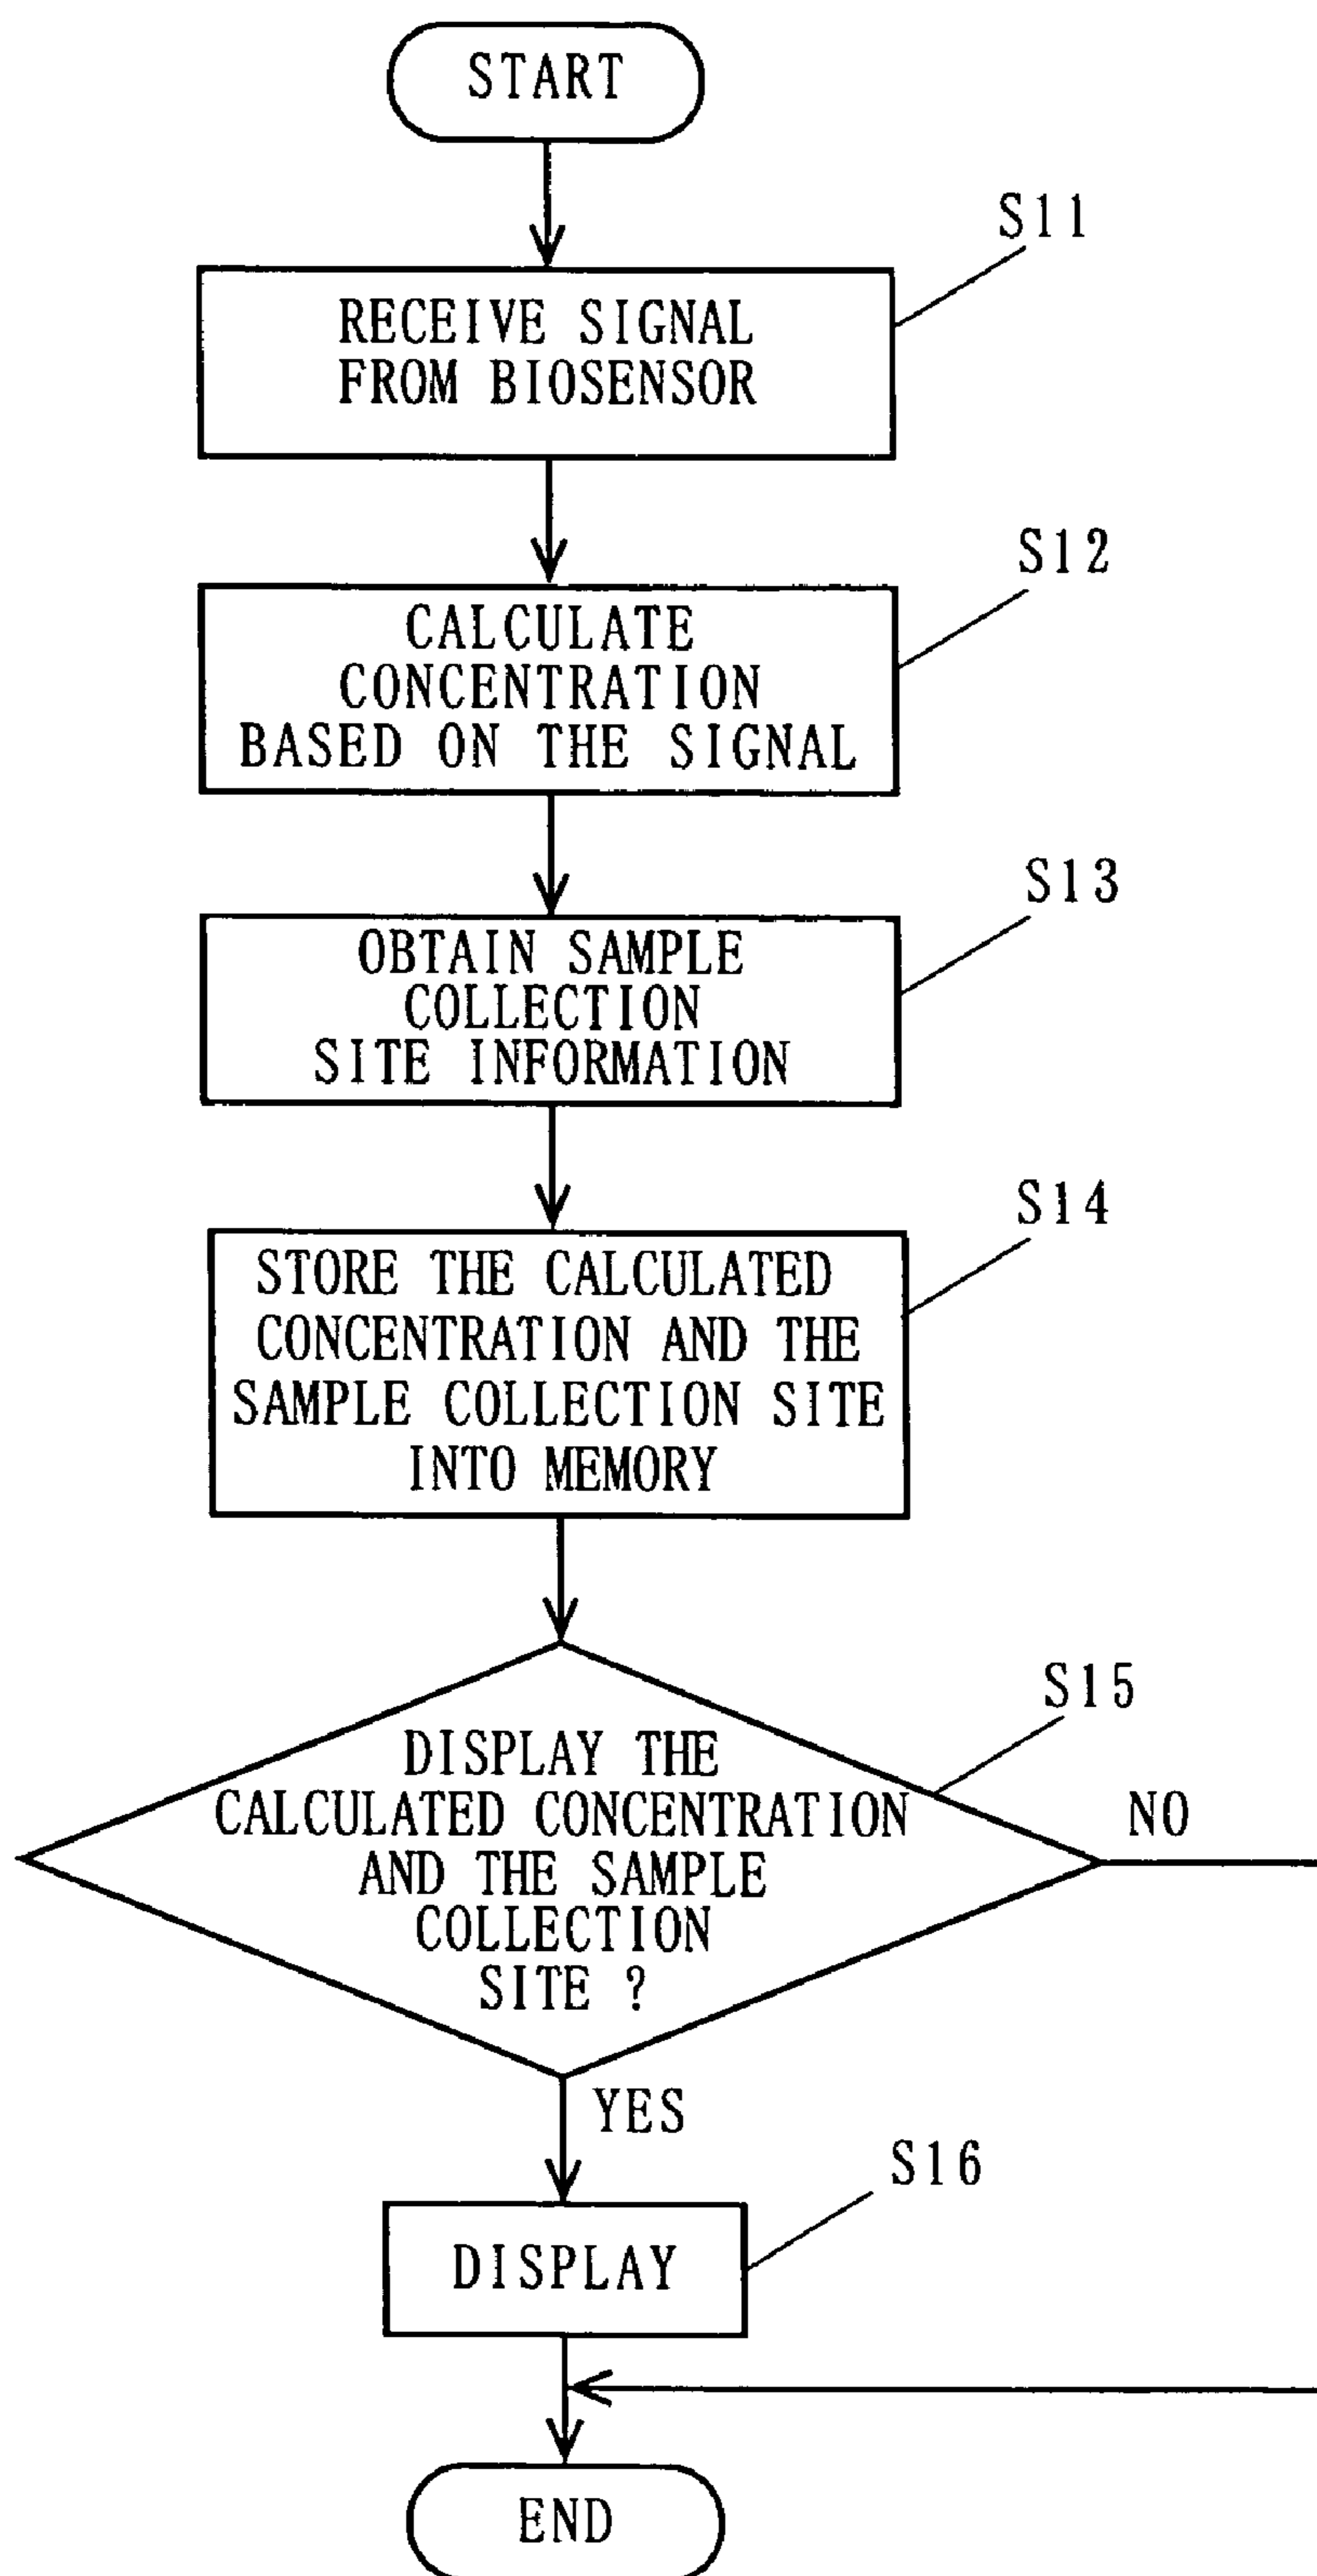 START
S11
RECEIVE SIGNAL
FROM BIOSENSOR
S12
CALCULATE
CONCENTRATION
BASED ON THE SIGNAL
S13
OBTAIN SAMPLE
COLLECTION
SITE INFORMATION
S14
STORE THE CALCULATED
CONCENTRATION AND THE
SAMPLE COLLECTION SITE
INTO MEMORY
S15
DISPLAY THE
CALCULATED CONCENTRATION
AND THE SAMPLE
COLLECTION
SITE ?
NO
YES
S16
DISPLAY
END